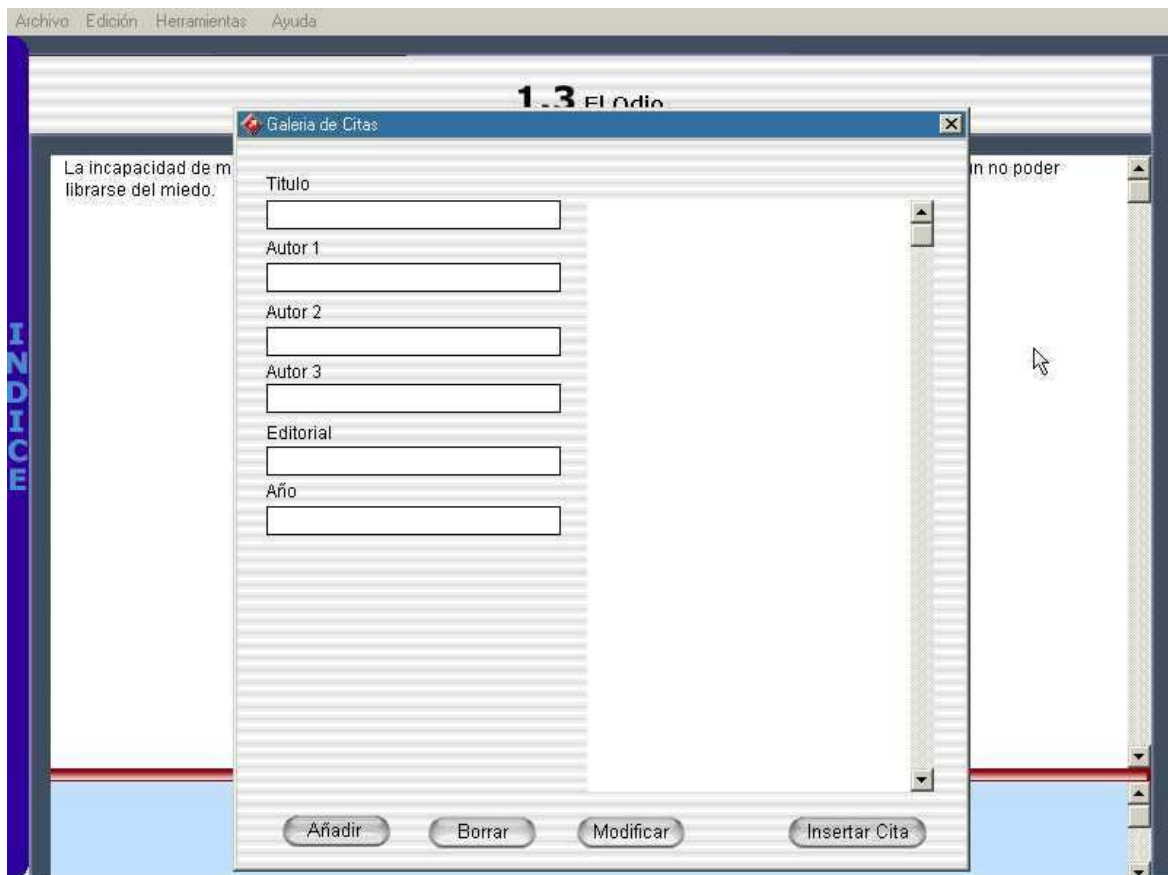 Archivo Edición Herramientas Ayuda
1.3 El Odio
Galeria de Citas
La incapacidad de m
n no poder
librarse del miedo.
Titulo
Autor 1
Autor 2
Autor 3
Editorial
Año
INDICE
Añadir Borrar Modificar Insertar Cita